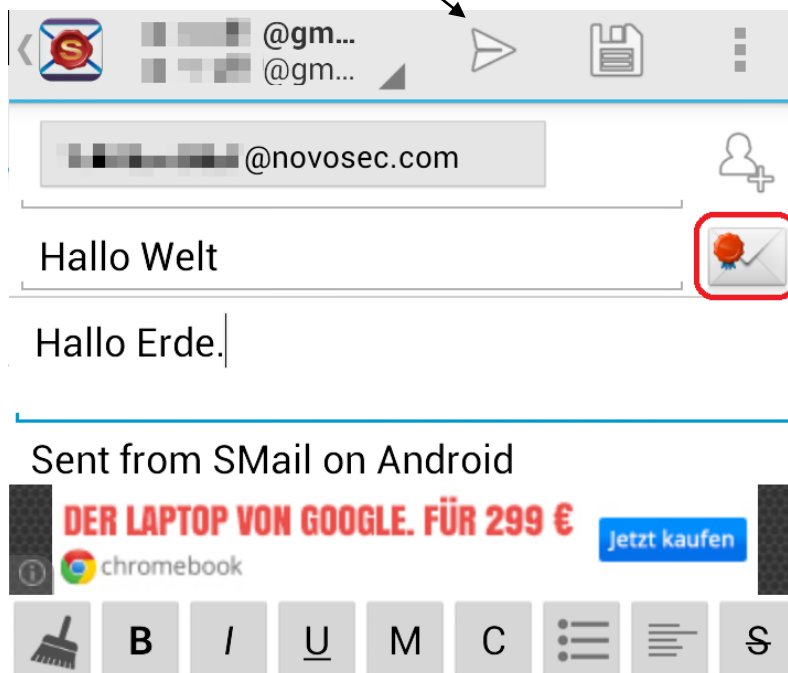 @gm...
@gm...
@novosec.com
Hallo Welt
Hallo Erde.
Sent from SMail on Android
DER LAPTOP VON GOOGLE. FÜR 299 €
Jetzt kaufen
chromebook
B I U M C S